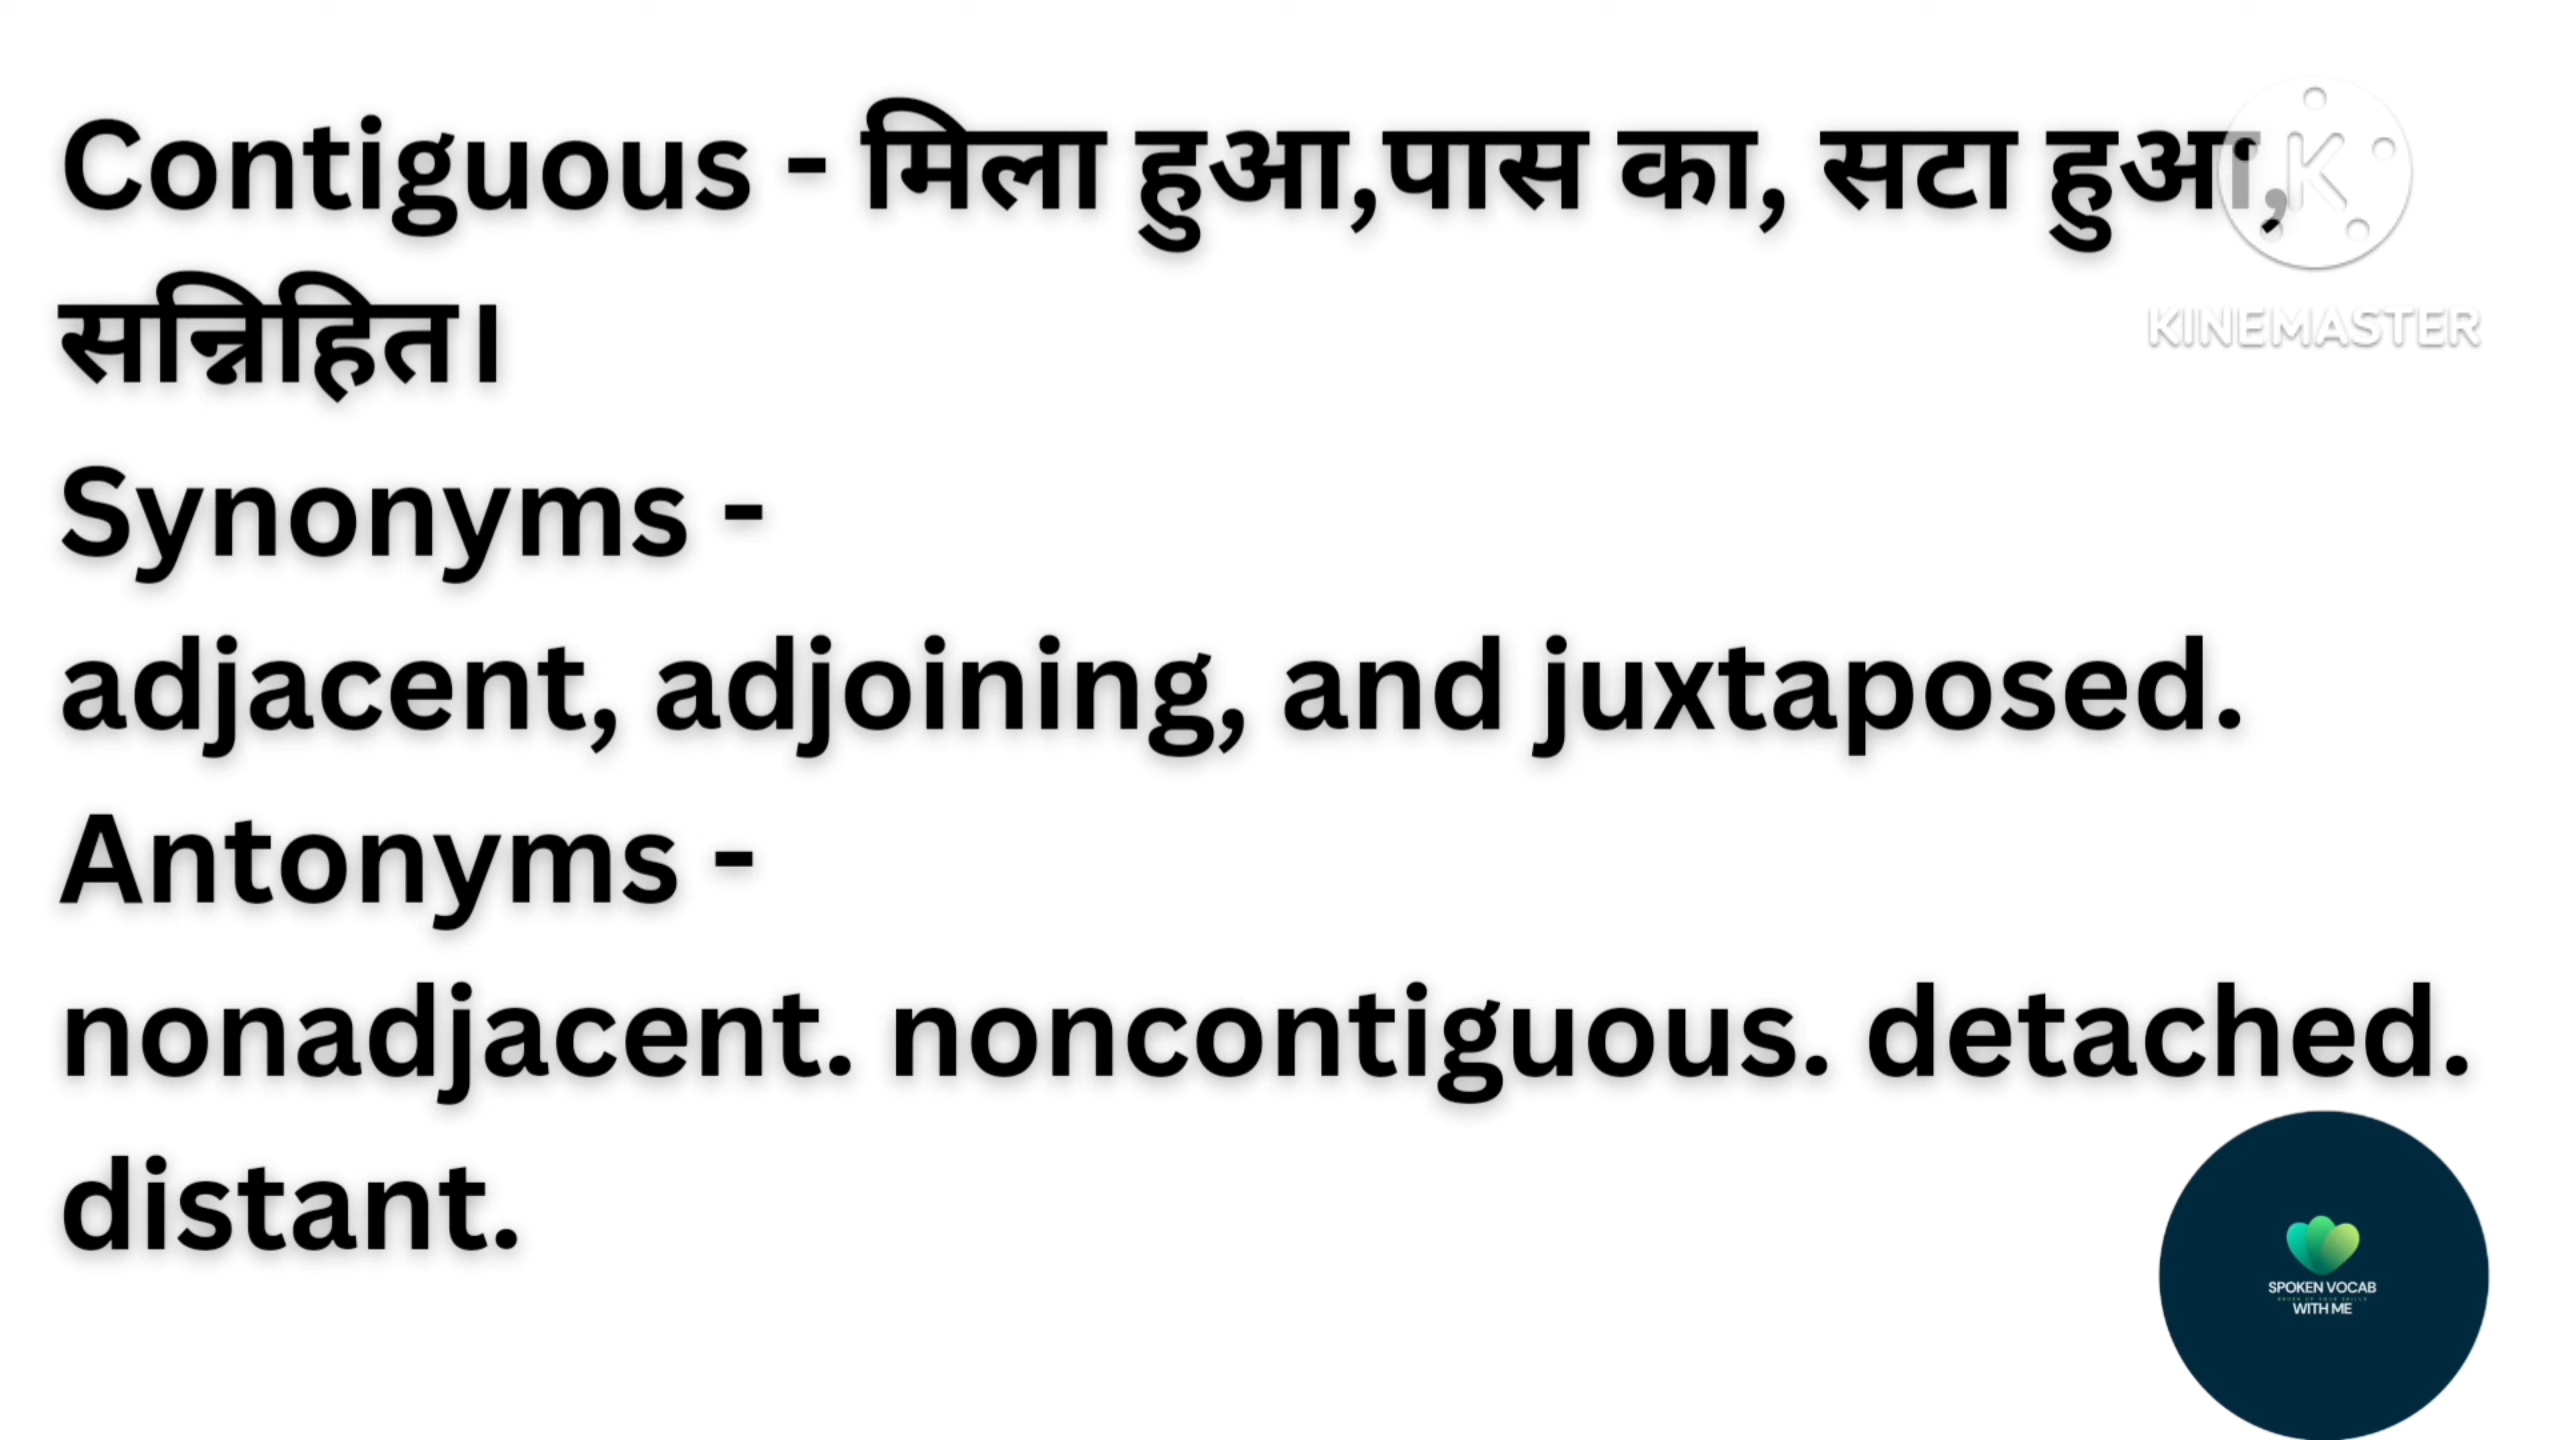 Contiguous - मिला हुआ,पास का, सटा हुआ,
सन्निहित।
KINEMASTER
Synonyms -
adjacent, adjoining, and juxtaposed.
Antonyms -
nonadjacent. noncontiguous. detached.
distant.
SPOKEN VOCAB
WITH ME